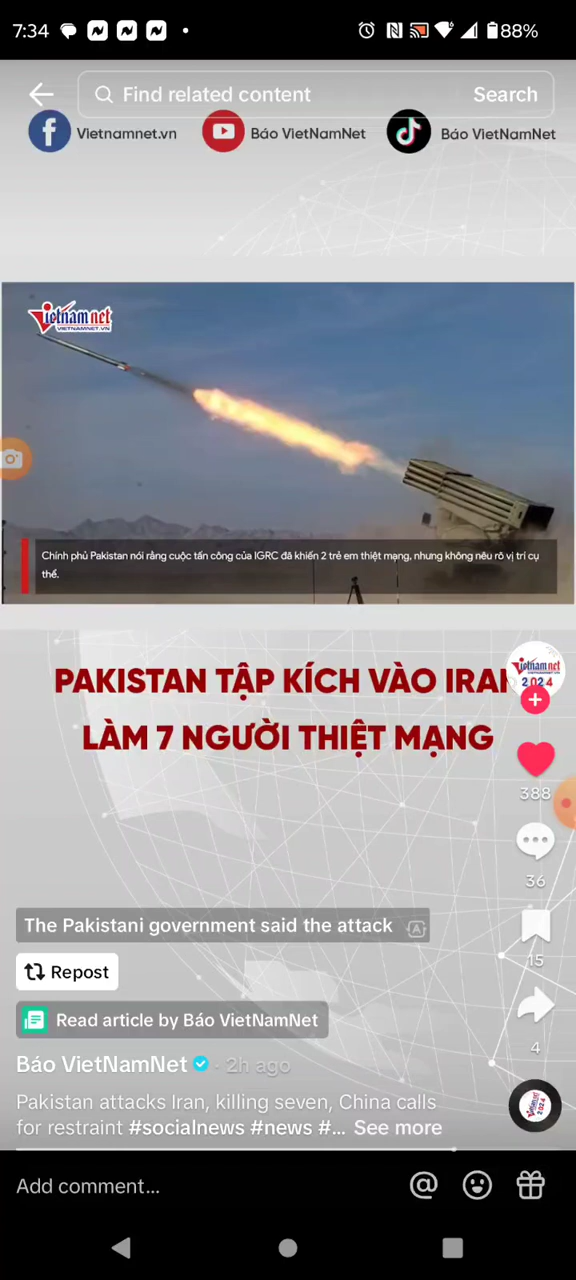 7:34
88%
Find related content
Search
Vietnamnet.vn
Báo VietNamNet
Báo VietNamNet
Vietnamnet
VIETNAMNET.VN
Chính phủ Pakistan nói rằng cuộc tấn công của IGRC đã khiến 2 trẻ em thiệt mạng, nhưng không nêu rõ vị trí cụ
thể.
PAKISTAN TẬP KÍCH VÀO IRAN
LÀM 7 NGƯỜI THIỆT MẠNG
Vietnamnet
2024
388
36
The Pakistani government said the attack
15
Repost
Read article by Báo VietNamNet
4
Báo VietNamNet · 2h ago
Pakistan attacks Iran, killing seven, China calls
for restraint #socialnews #news #... See more
Add comment...